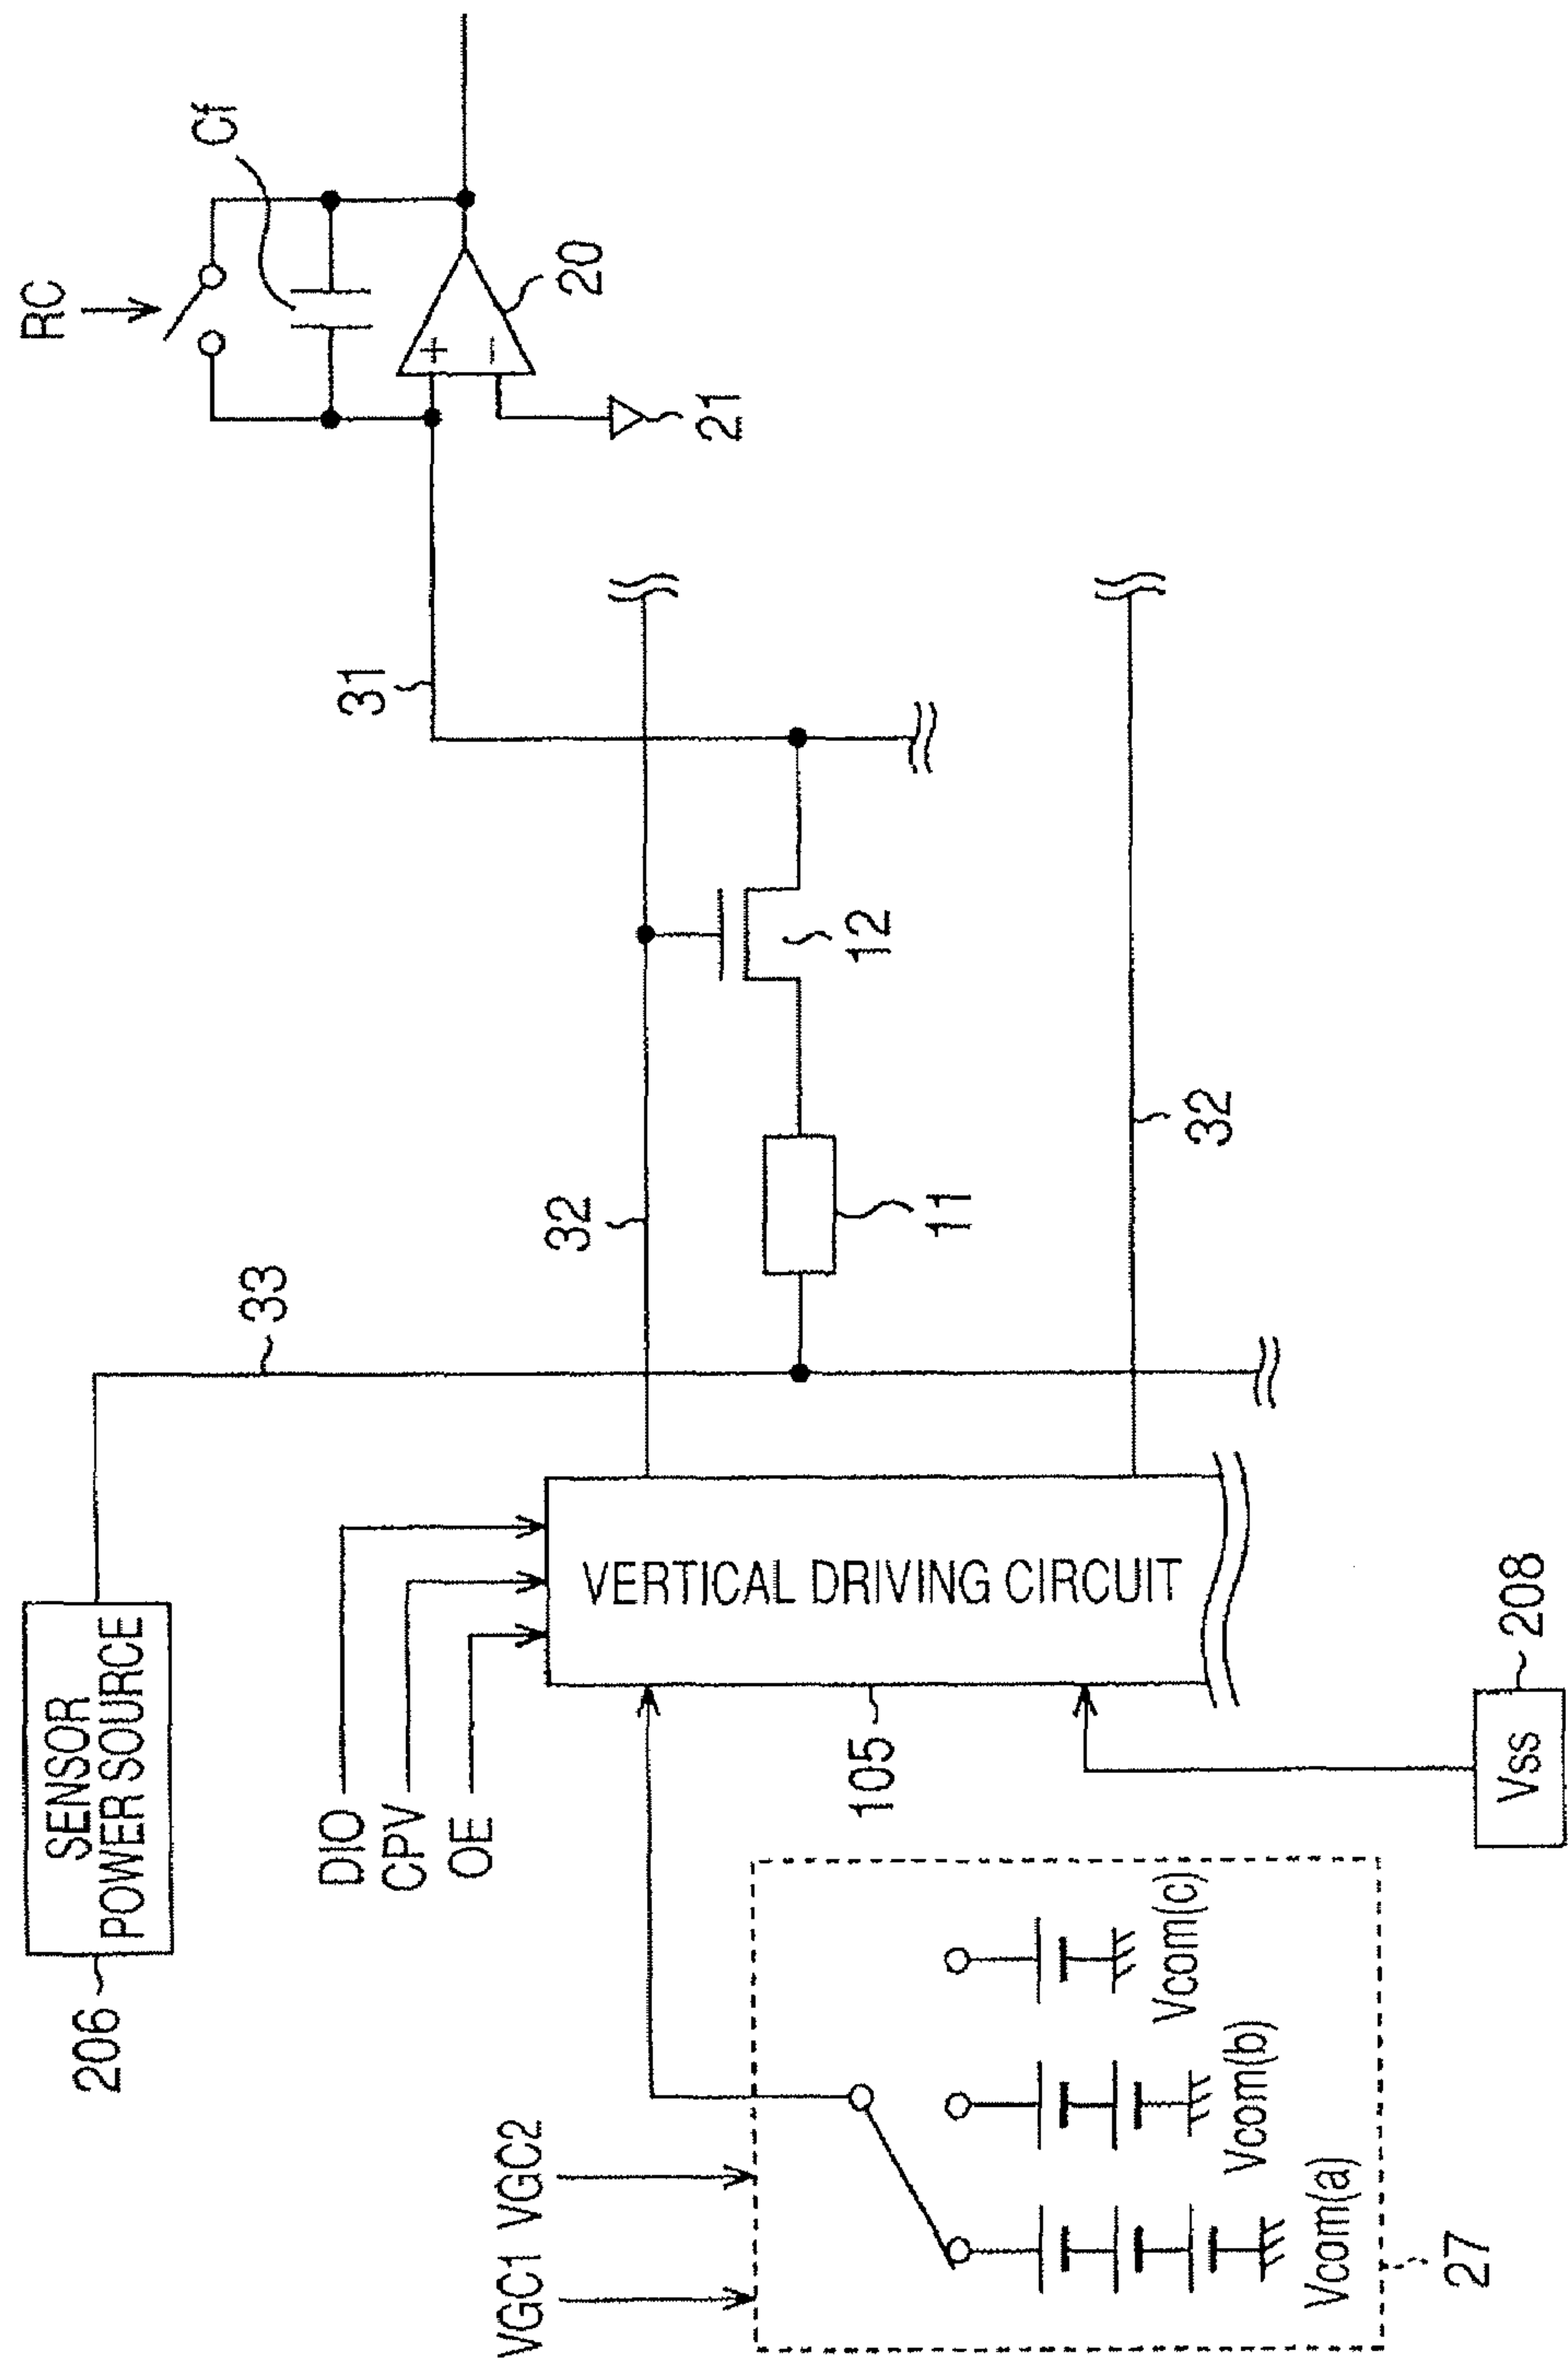 RC
Cf
20
21
31
12
32
11
32
33
SENSOR
POWER SOURCE
206
DIO
CPV
OE
VERTICAL DRIVING CIRCUIT
105
Vss
208
VGC1 VGC2
Vcom(a)
Vcom(b)
Vcom(c)
27
+
−